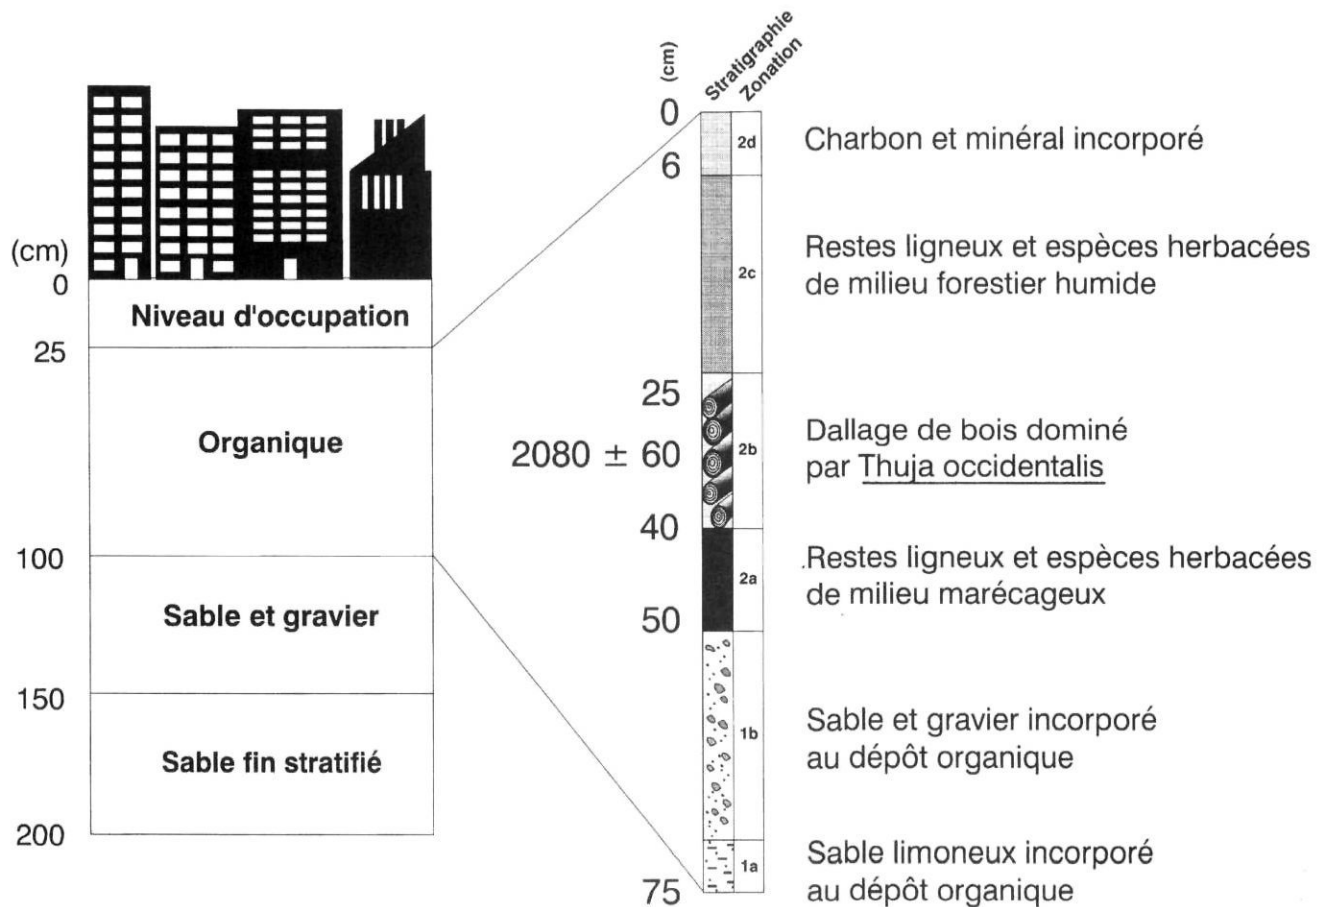 (cm)
0
Niveau d'occupation
25
Organique
100
Sable et gravier
150
Sable fin stratifié
200
(cm)
Stratigraphie
Zonation
0
2d
Charbon et minéral incorporé
6
2c
Restes ligneux et espèces herbacées
de milieu forestier humide
25
2080 ± 60
2b
Dallage de bois dominé
par Thuja occidentalis
40
2a
Restes ligneux et espèces herbacées
de milieu marécageux
50
1b
Sable et gravier incorporé
au dépôt organique
1a
Sable limoneux incorporé
au dépôt organique
75